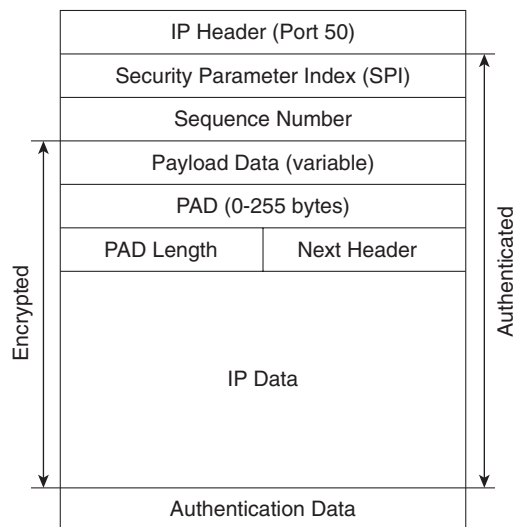 IP Header (Port 50)
Security Parameter Index (SPI)
Sequence Number
Payload Data (variable)
PAD (0-255 bytes)
PAD Length
Next Header
IP Data
Authentication Data
Encrypted
Authenticated